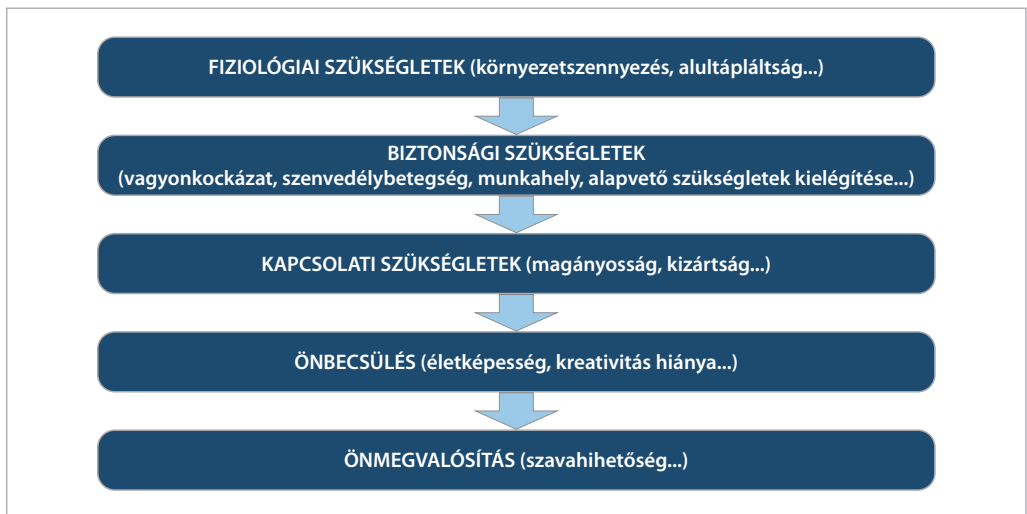 FIZIOLÓGIAI SZÜKSÉGLETEK (környezetszennyezés, alultápláltság...)
BIZTONSÁGI SZÜKSÉGLETEK
(vagyonkockázat, szenvedélybetegség, munkahely, alapvető szükségletek kielégítése...)
KAPCSOLATI SZÜKSÉGLETEK (magányosság, kizártság...)
ÖNBECSÜLÉS (életképesség, kreativitás hiánya...)
ÖNMEGVALÓSÍTÁS (szavahihetőség...)